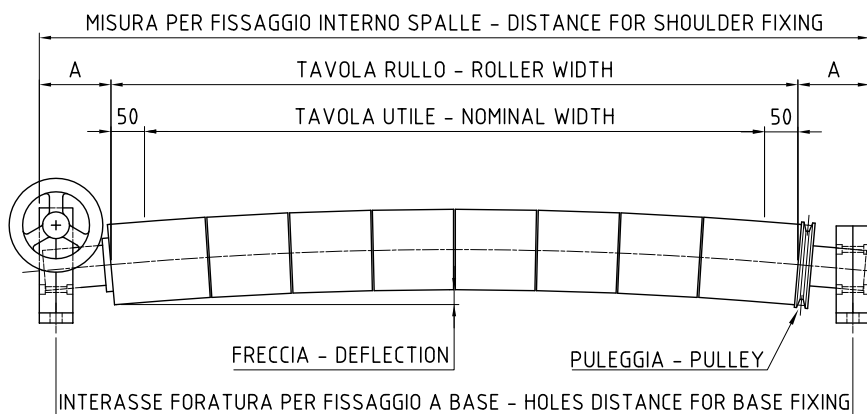 MISURA PER FISSAGGIO INTERNO SPALLE - DISTANCE FOR SHOULDER FIXING
A TAVOLA RULLO - ROLLER WIDTH A
50 TAVOLA UTILE - NOMINAL WIDTH 50
FRECCIA - DEFLECTION PULEGGIA - PULLEY
INTERASSE FORATURA PER FISSAGGIO A BASE - HOLES DISTANCE FOR BASE FIXING